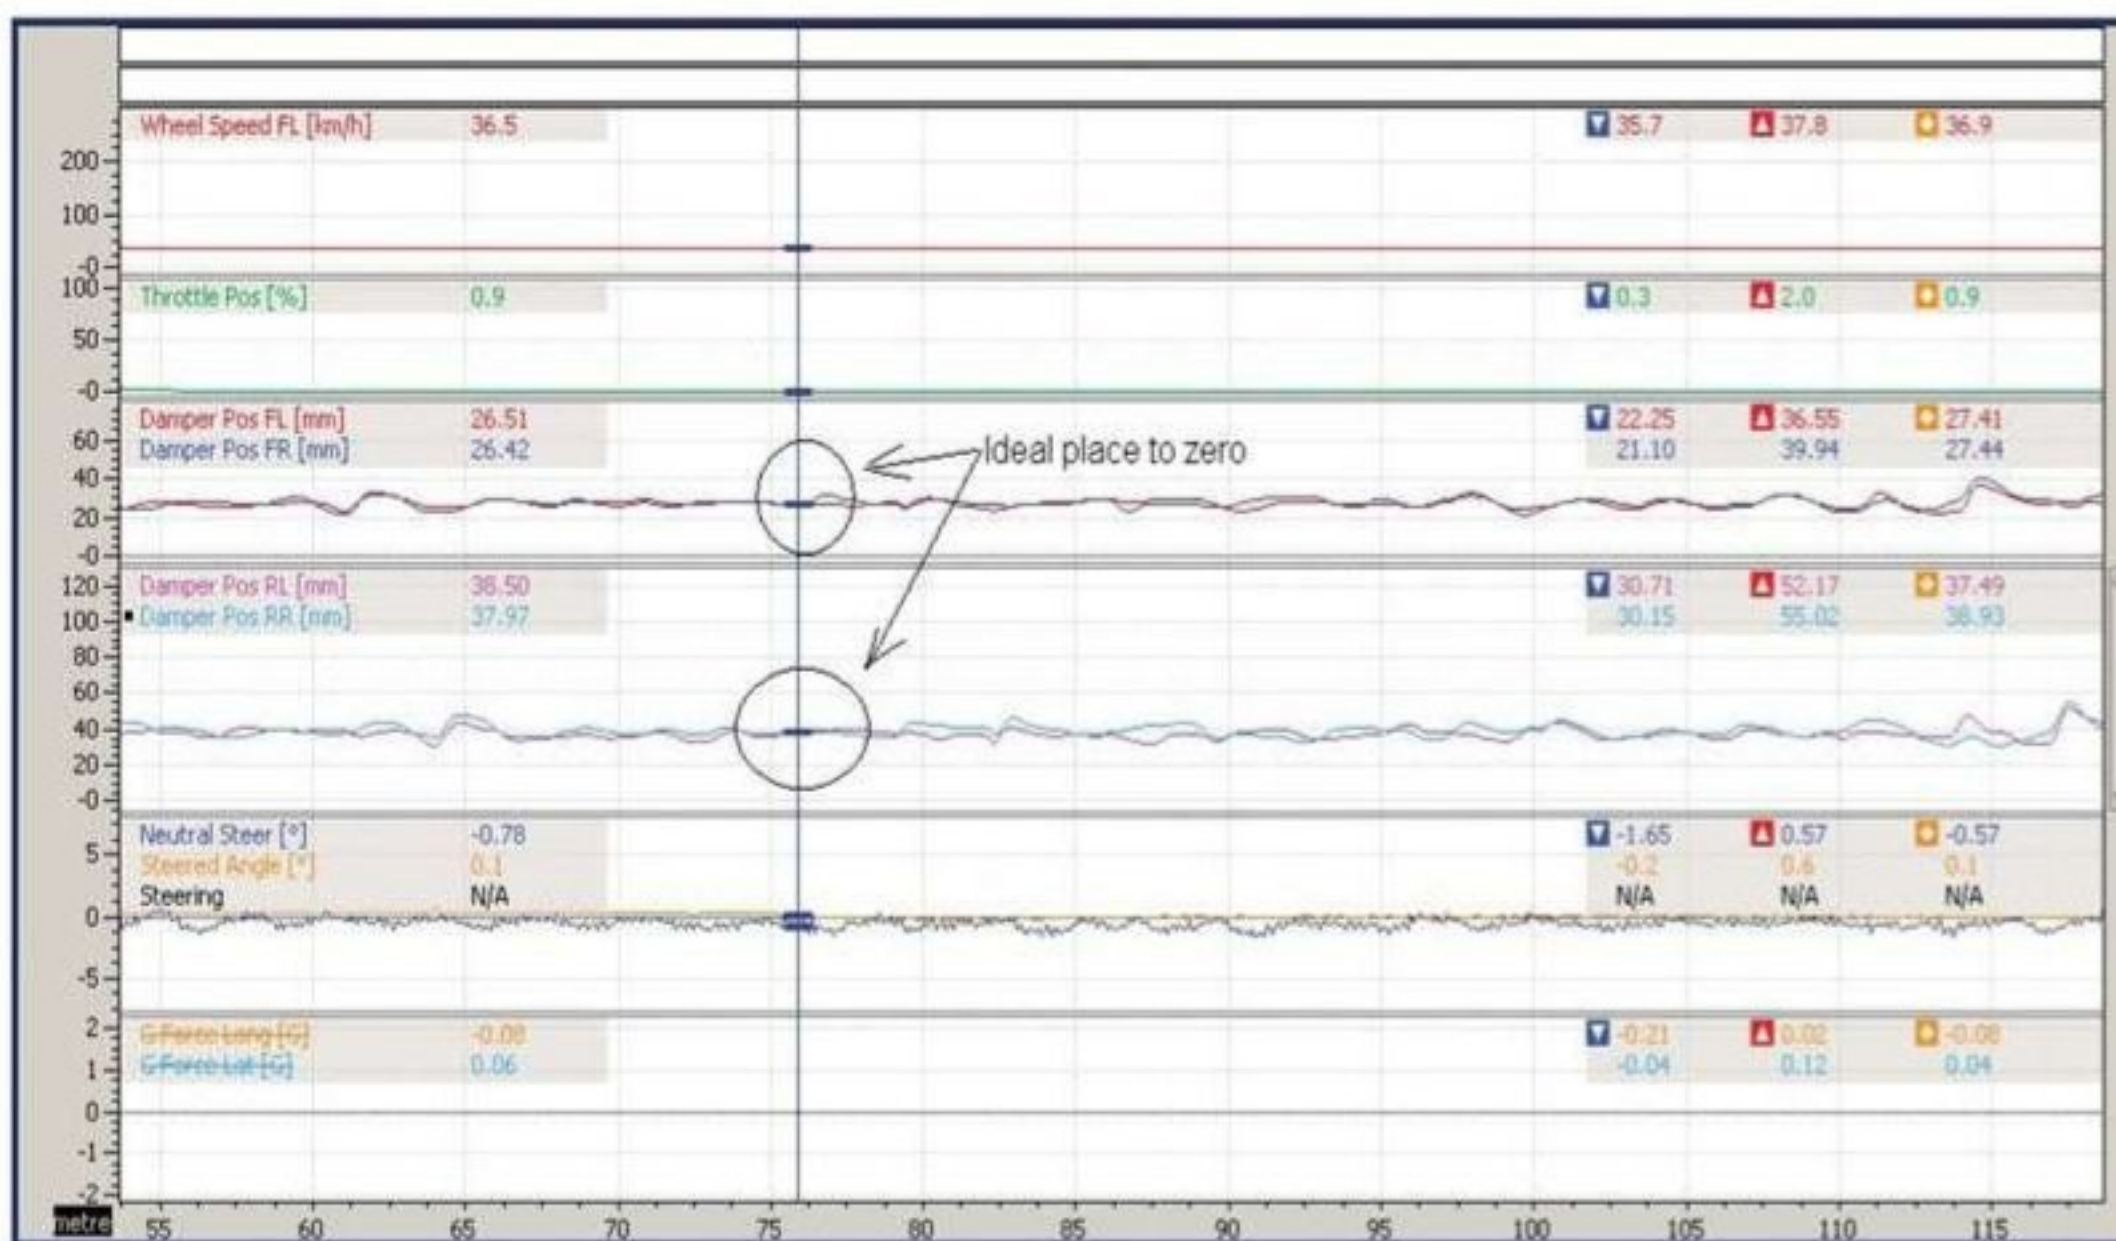 Wheel Speed FL [km/h] 36.5 35.7 37.8 36.9
200
100
-0
100
Throttle Pos [%] 0.9 0.3 2.0 0.9
50
-0
Damper Pos FL [mm] 26.51 22.25 36.55 27.41
60
Damper Pos FR [mm] 26.42 Ideal place to zero 21.10 39.94 27.44
40
20
-0
120 Damper Pos RL [mm] 38.50 30.71 52.17 37.49
100 Damper Pos RR [mm] 37.97 30.15 55.02 38.93
80
60
40
20
-0
Neutral Steer [°] -0.78 -1.65 0.57 -0.57
5 Steered Angle [°] 0.1 -0.2 0.6 0.1
Steering N/A N/A N/A N/A
0
-5
2 G Force Long [G] -0.08 -0.21 0.02 -0.08
1 G Force Lat [G] 0.06 -0.04 0.12 0.04
0
-1
-2
metre 55 60 65 70 75 80 85 90 95 100 105 110 115